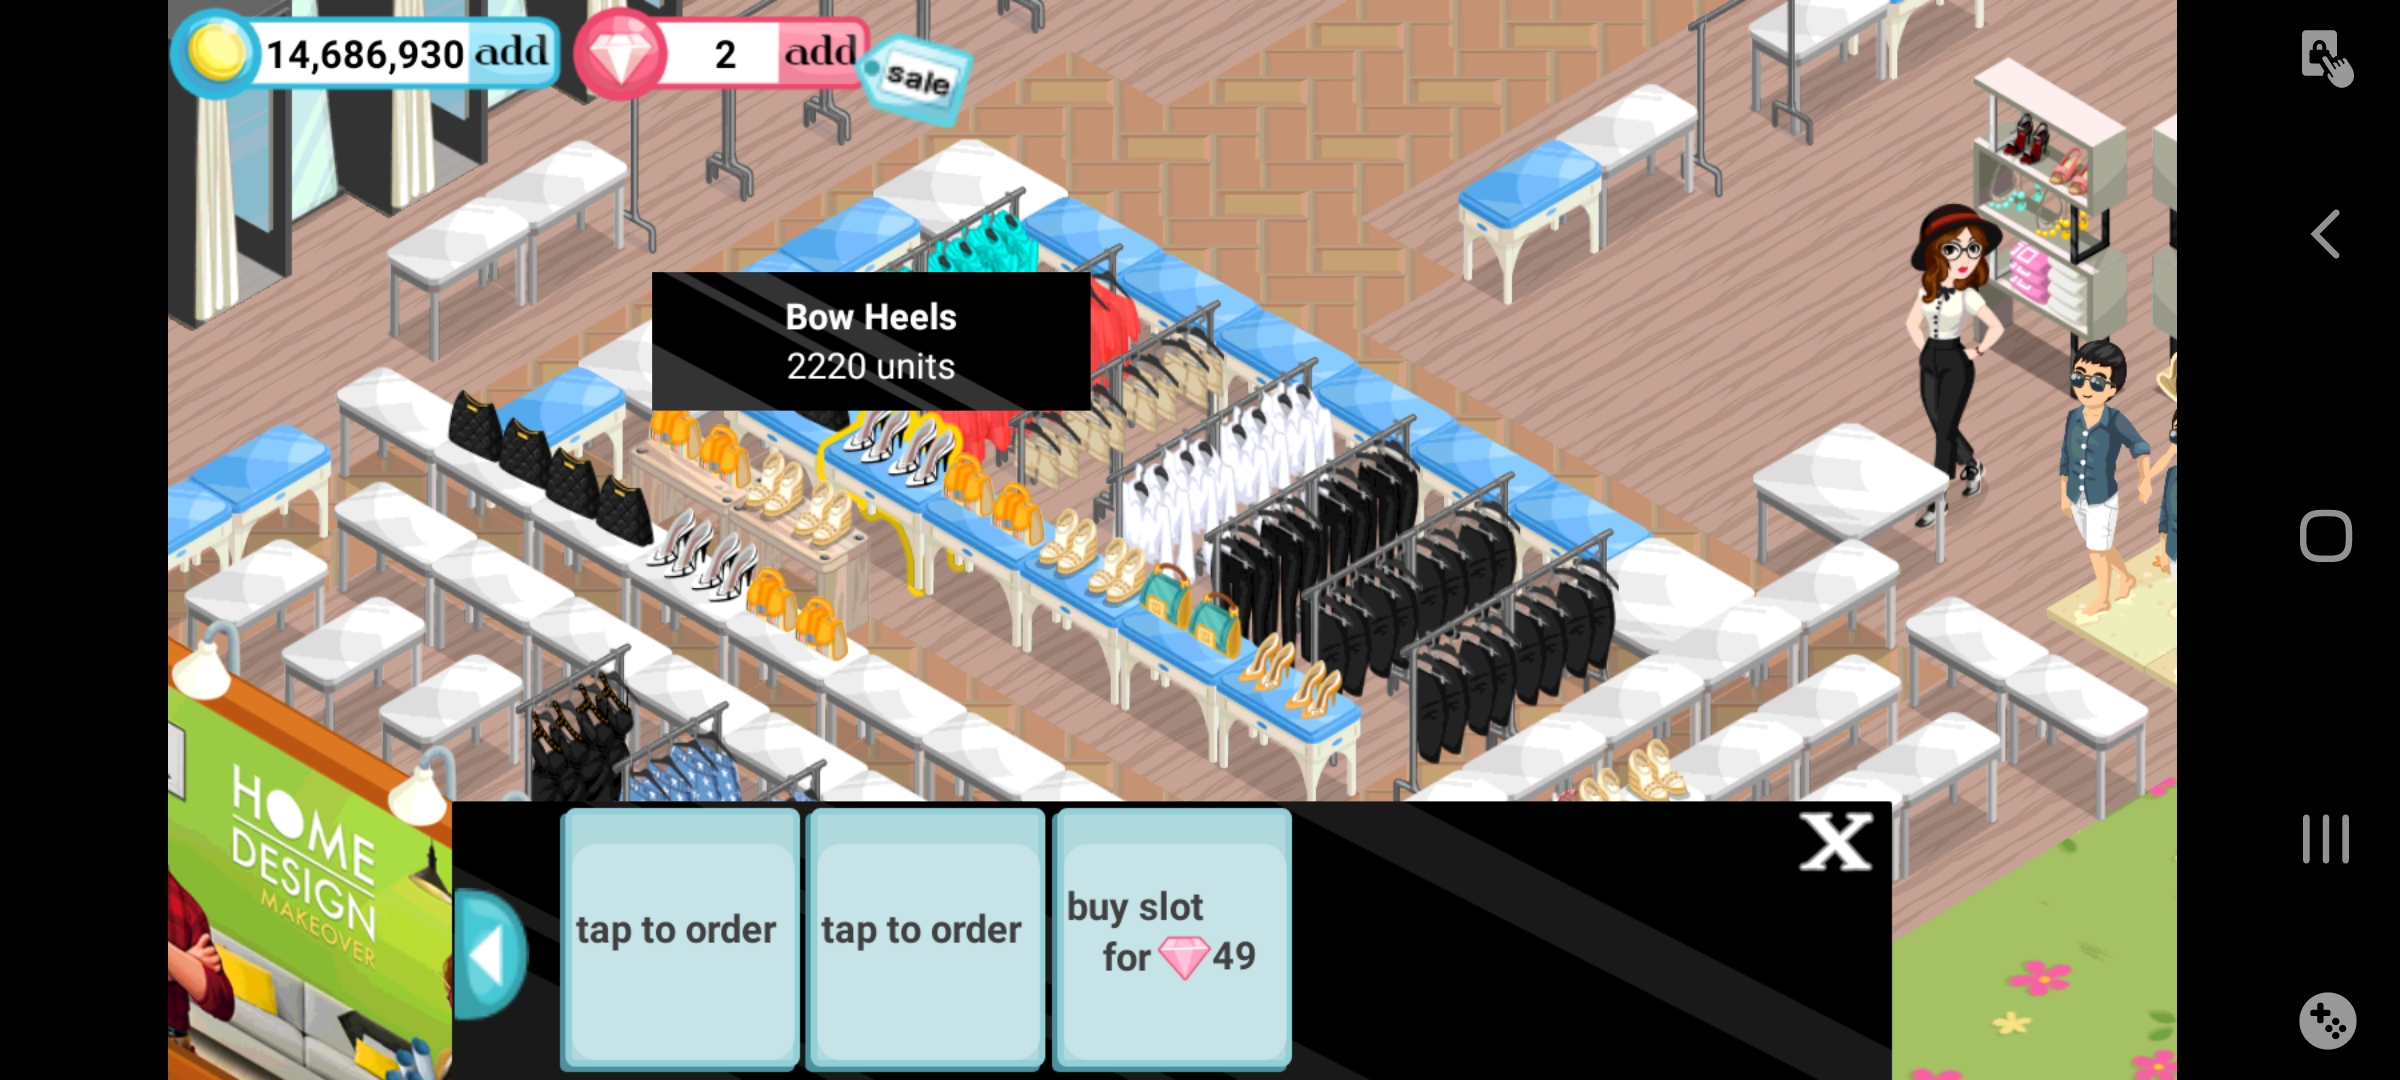 14,686,930 add
2 add
sale
Bow Heels
2220 units
HOME
DESIGN
MAKEOVER
tap to order
tap to order
buy slot
for 49
X